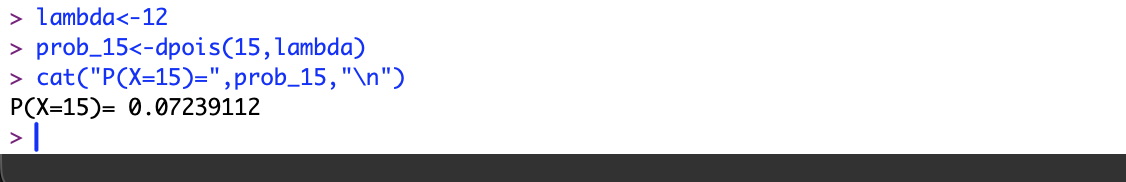 > lambda<-12
> prob_15<-dpois(15,lambda)
> cat("P(X=15)=",prob_15,"\n")
P(X=15)= 0.07239112
>